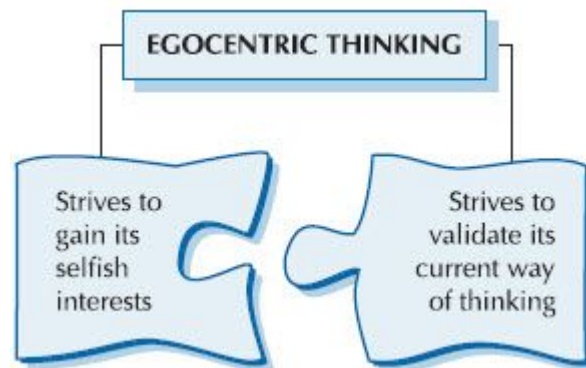 EGOCENTRIC THINKING
Strives to
gain its
selfish
interests
Strives to
validate its
current way
of thinking